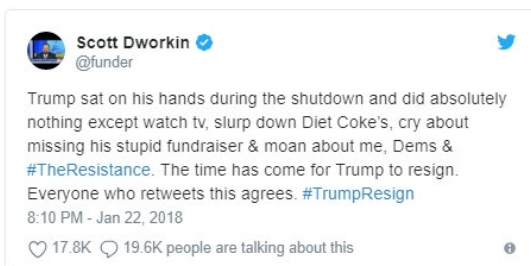 Scott Dworkin
@funder
Trump sat on his hands during the shutdown and did absolutely
nothing except watch tv, slurp down Diet Coke's, cry about
missing his stupid fundraiser & moan about me, Dems &
#TheResistance. The time has come for Trump to resign.
Everyone who retweets this agrees. #TrumpResign
8:10 PM - Jan 22, 2018
17.8K 19.6K people are talking about this